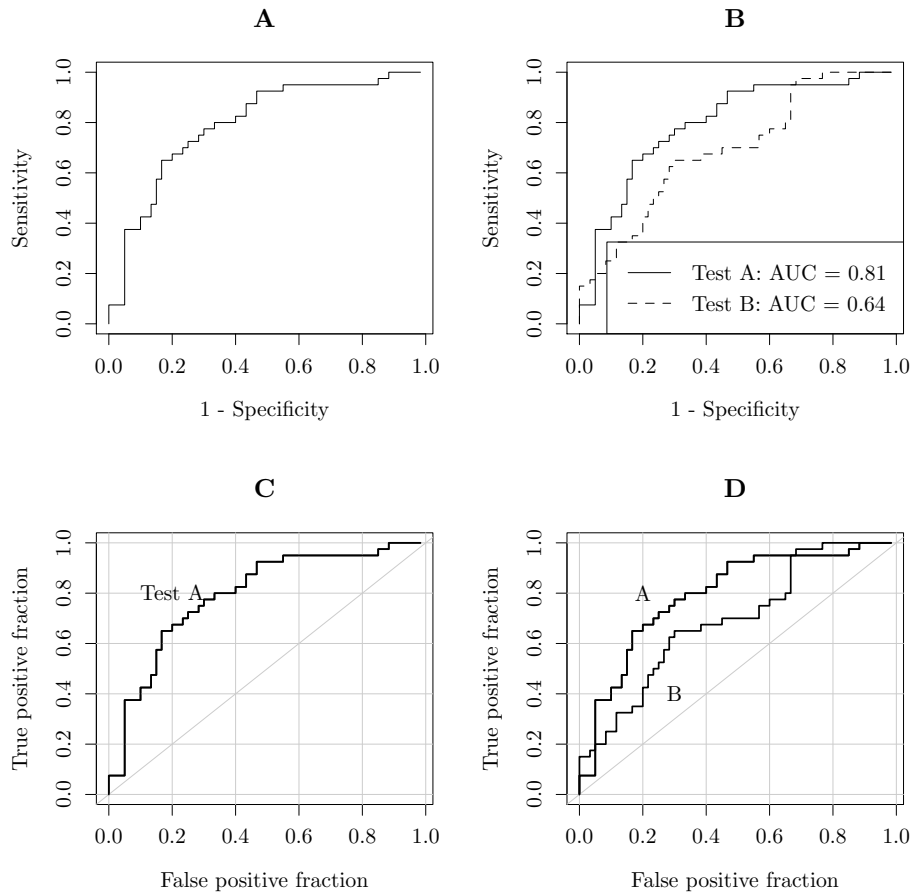 A
Sensitivity
0.0 0.2 0.4 0.6 0.8 1.0
0.0 0.2 0.4 0.6 0.8 1.0
1 - Specificity
B
Sensitivity
0.0 0.2 0.4 0.6 0.8 1.0
Test A: AUC = 0.81
Test B: AUC = 0.64
0.0 0.2 0.4 0.6 0.8 1.0
1 - Specificity
C
True positive fraction
0.0 0.2 0.4 0.6 0.8 1.0
Test A
0.0 0.2 0.4 0.6 0.8 1.0
False positive fraction
D
True positive fraction
0.0 0.2 0.4 0.6 0.8 1.0
A
B
0.0 0.2 0.4 0.6 0.8 1.0
False positive fraction